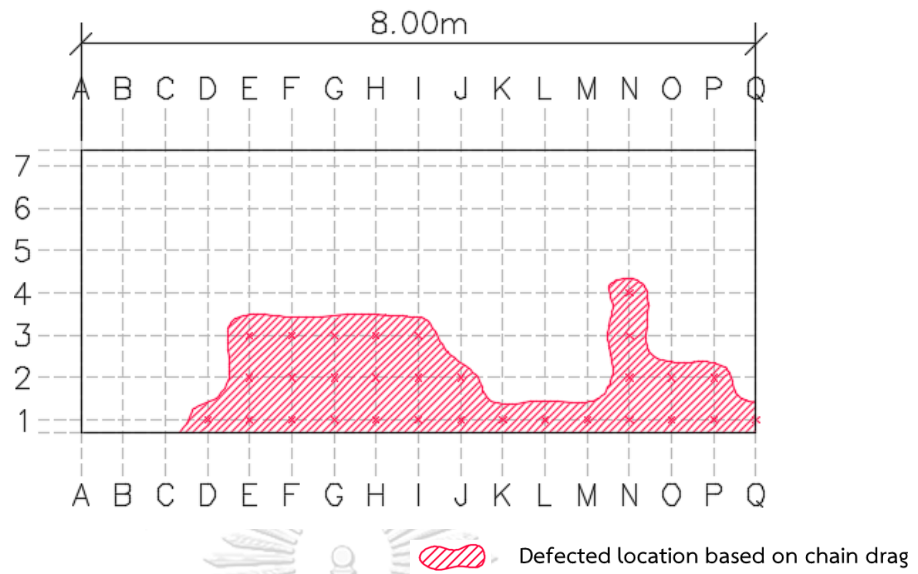 8.00m
A B C D E F G H I J K L M N O P Q
7
6
5
4
3
2
1
A B C D E F G H I J K L M N O P Q
Defected location based on chain drag